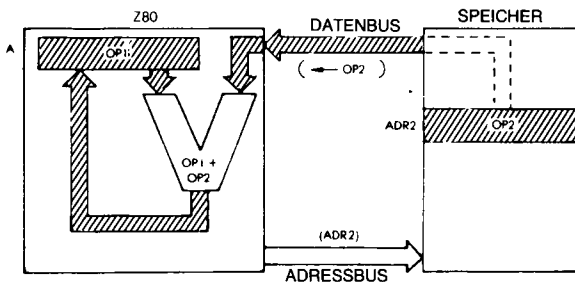 Z80
DATENBUS
SPEICHER
A
OP1
( ← OP2 )
ADR2
OP2
OP1 +
OP2
(ADR2)
ADRESSBUS